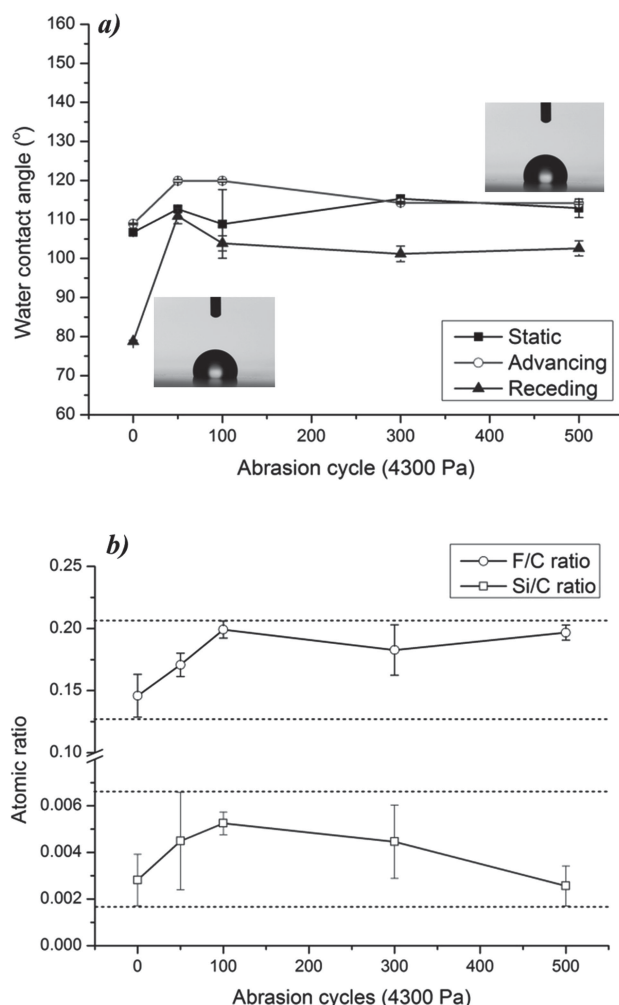 a)
160
150
140
130
120
110
100
90
80
70
60
Water contact angle (°)
0 100 200 300 400 500
Abrasion cycle (4300 Pa)
Static
Advancing
Receding
b)
F/C ratio
Si/C ratio
0.25
0.20
0.15
0.10
0.006
0.004
0.002
0.000
Atomic ratio
0 100 200 300 400 500
Abrasion cycles (4300 Pa)